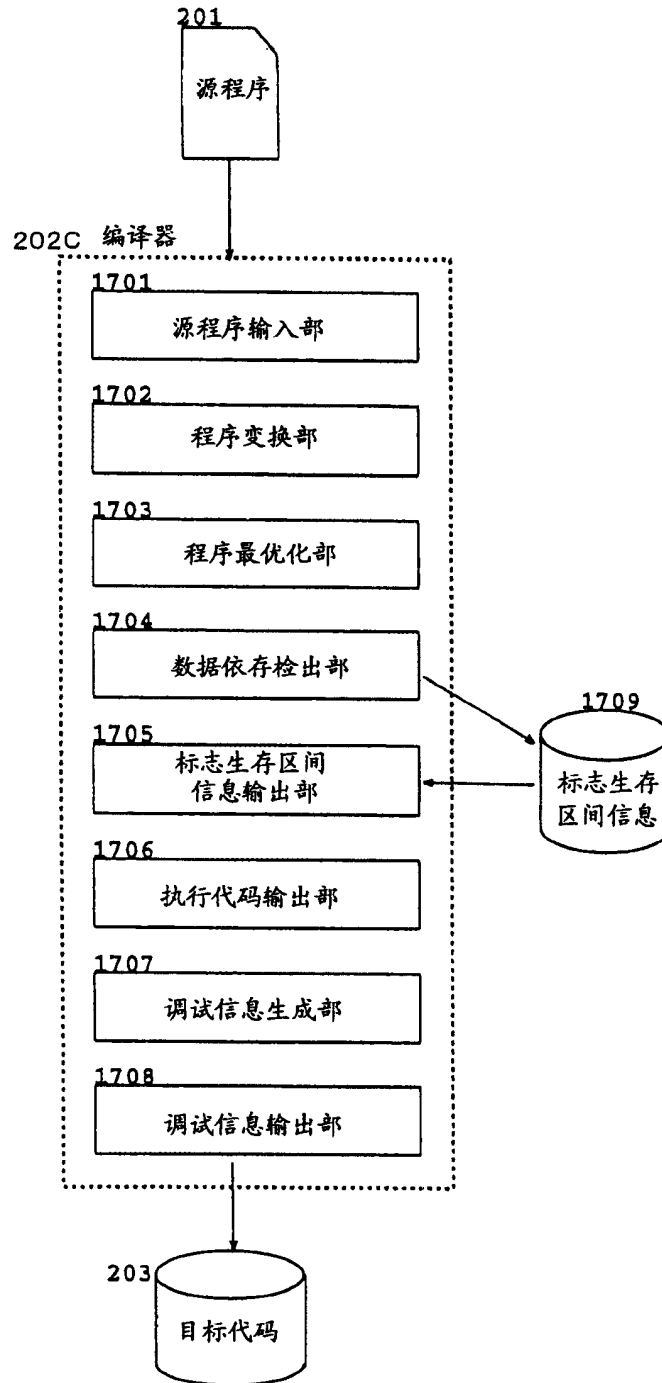 201
源程序
202C 编译器
1701
源程序输入部
1702
程序变换部
1703
程序最优化部
1704
数据依存检出部
1705
标志生存区间
信息输出部
1709
标志生存
区间信息
1706
执行代码输出部
1707
调试信息生成部
1708
调试信息输出部
203
目标代码